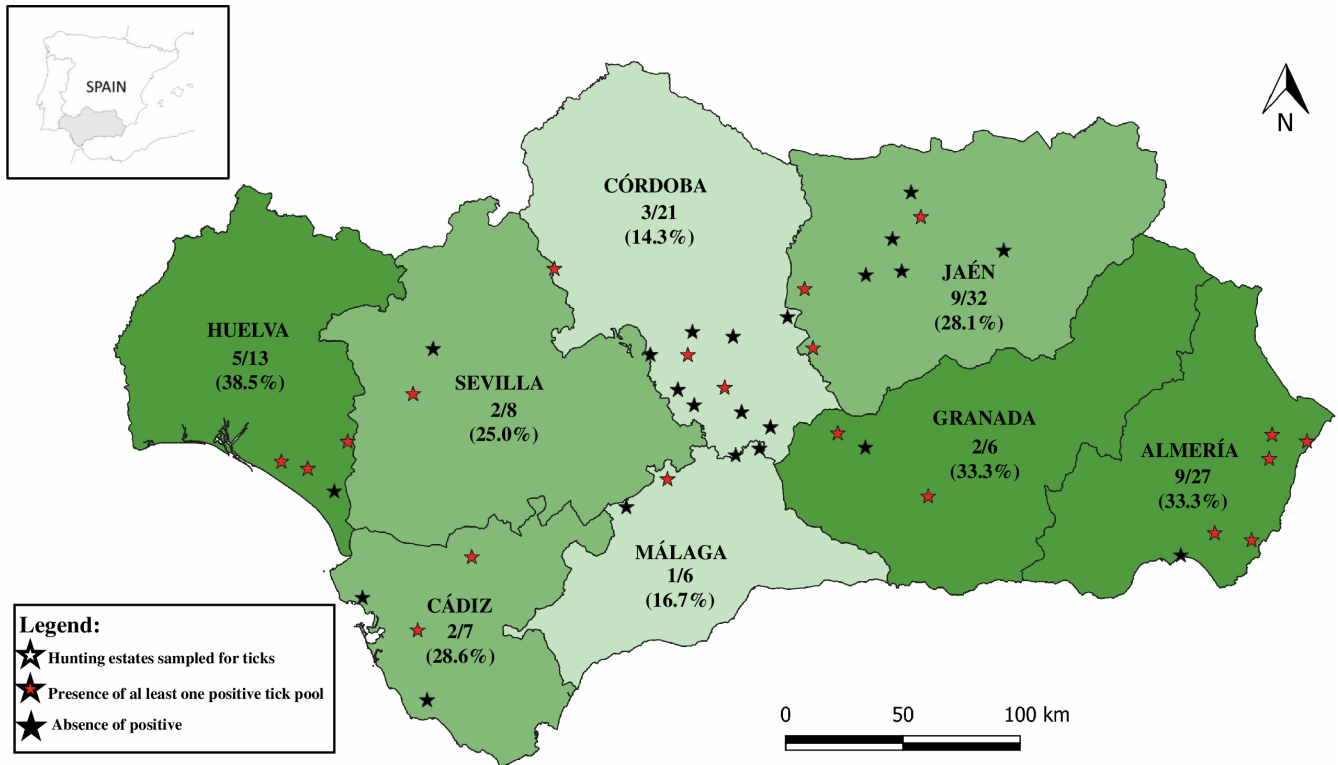 SPAIN
N
CÓRDOBA
3/21
(14.3%)
JAÉN
9/32
(28.1%)
HUELVA
5/13
(38.5%)
SEVILLA
2/8
(25.0%)
GRANADA
2/6
(33.3%)
ALMERÍA
9/27
(33.3%)
MÁLAGA
1/6
(16.7%)
CÁDIZ
2/7
(28.6%)
Legend:
Hunting estates sampled for ticks
Presence of al least one positive tick pool
Absence of positive
0 50 100 km